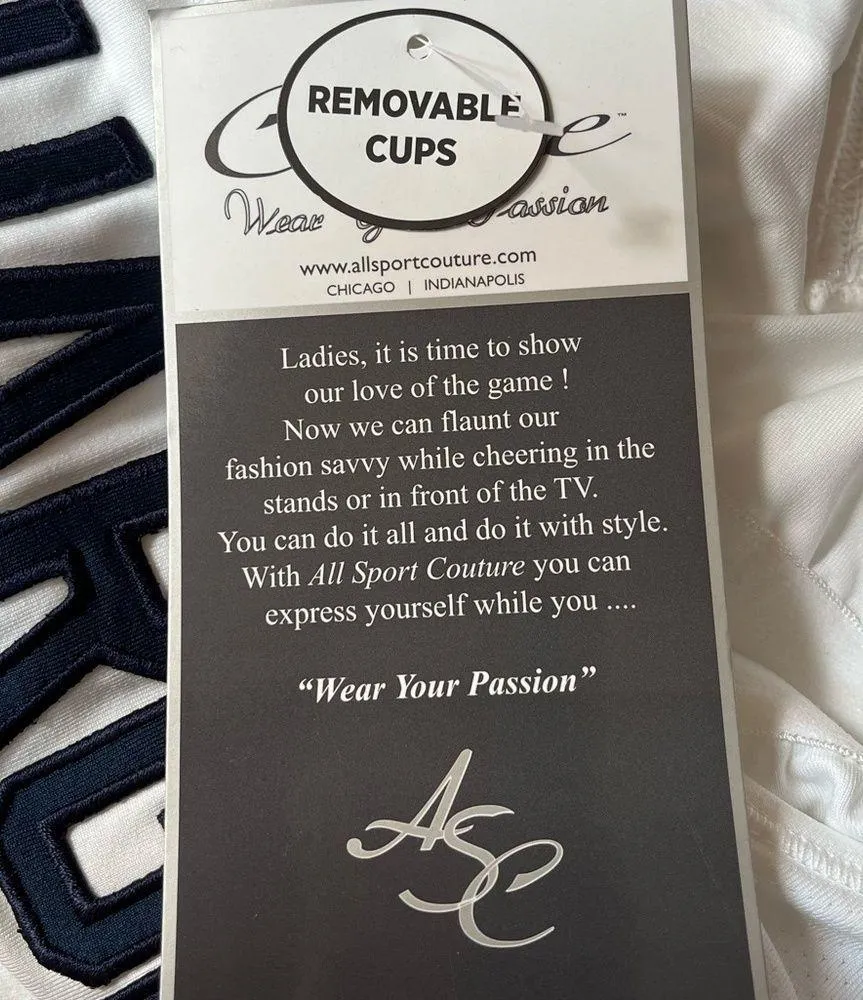 REMOVABLE
CUPS
C e ™
Wear Y assion
www.allsportcouture.com
CHICAGO | INDIANAPOLIS
Ladies, it is time to show
our love of the game !
Now we can flaunt our
fashion savvy while cheering in the
stands or in front of the TV.
You can do it all and do it with style.
With All Sport Couture you can
express yourself while you ....
“Wear Your Passion”
ASC